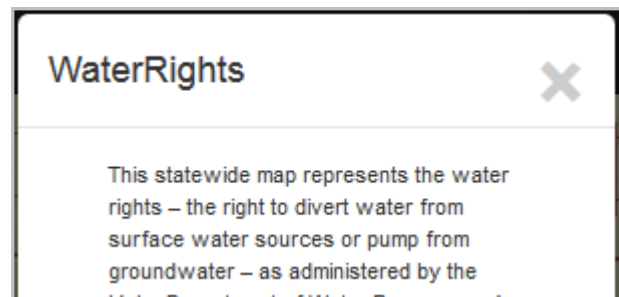 WaterRights
This statewide map represents the water
rights – the right to divert water from
surface water sources or pump from
groundwater – as administered by the